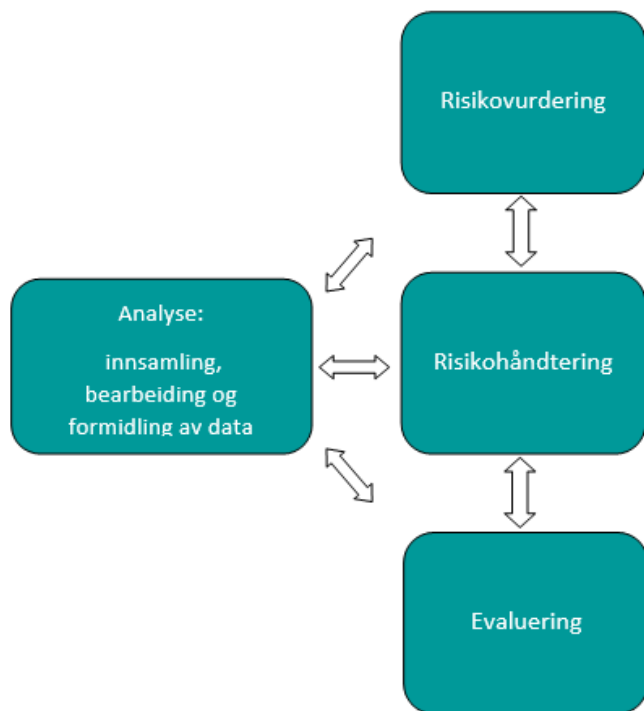 Risikovurdering
Analyse:
innsamling,
bearbeiding og
formidling av data
Risikohåndtering
Evaluering